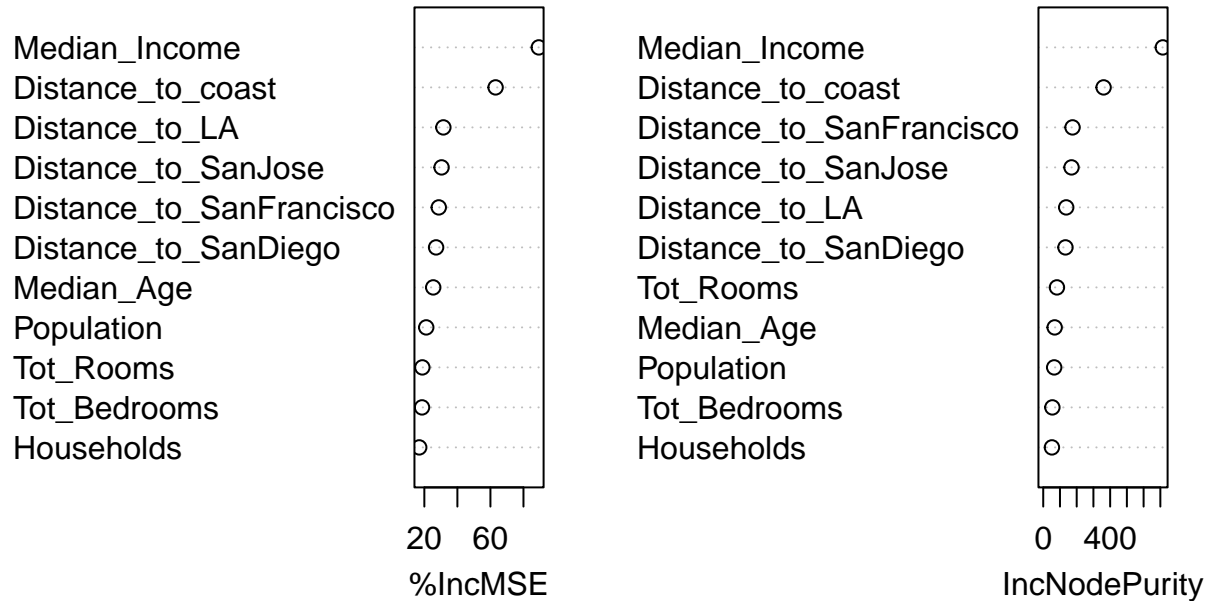 Median_Income
Distance_to_coast
Distance_to_LA
Distance_to_SanJose
Distance_to_SanFrancisco
Distance_to_SanDiego
Median_Age
Population
Tot_Rooms
Tot_Bedrooms
Households
20 60
%IncMSE
Median_Income
Distance_to_coast
Distance_to_SanFrancisco
Distance_to_SanJose
Distance_to_LA
Distance_to_SanDiego
Tot_Rooms
Median_Age
Population
Tot_Bedrooms
Households
0 400
IncNodePurity